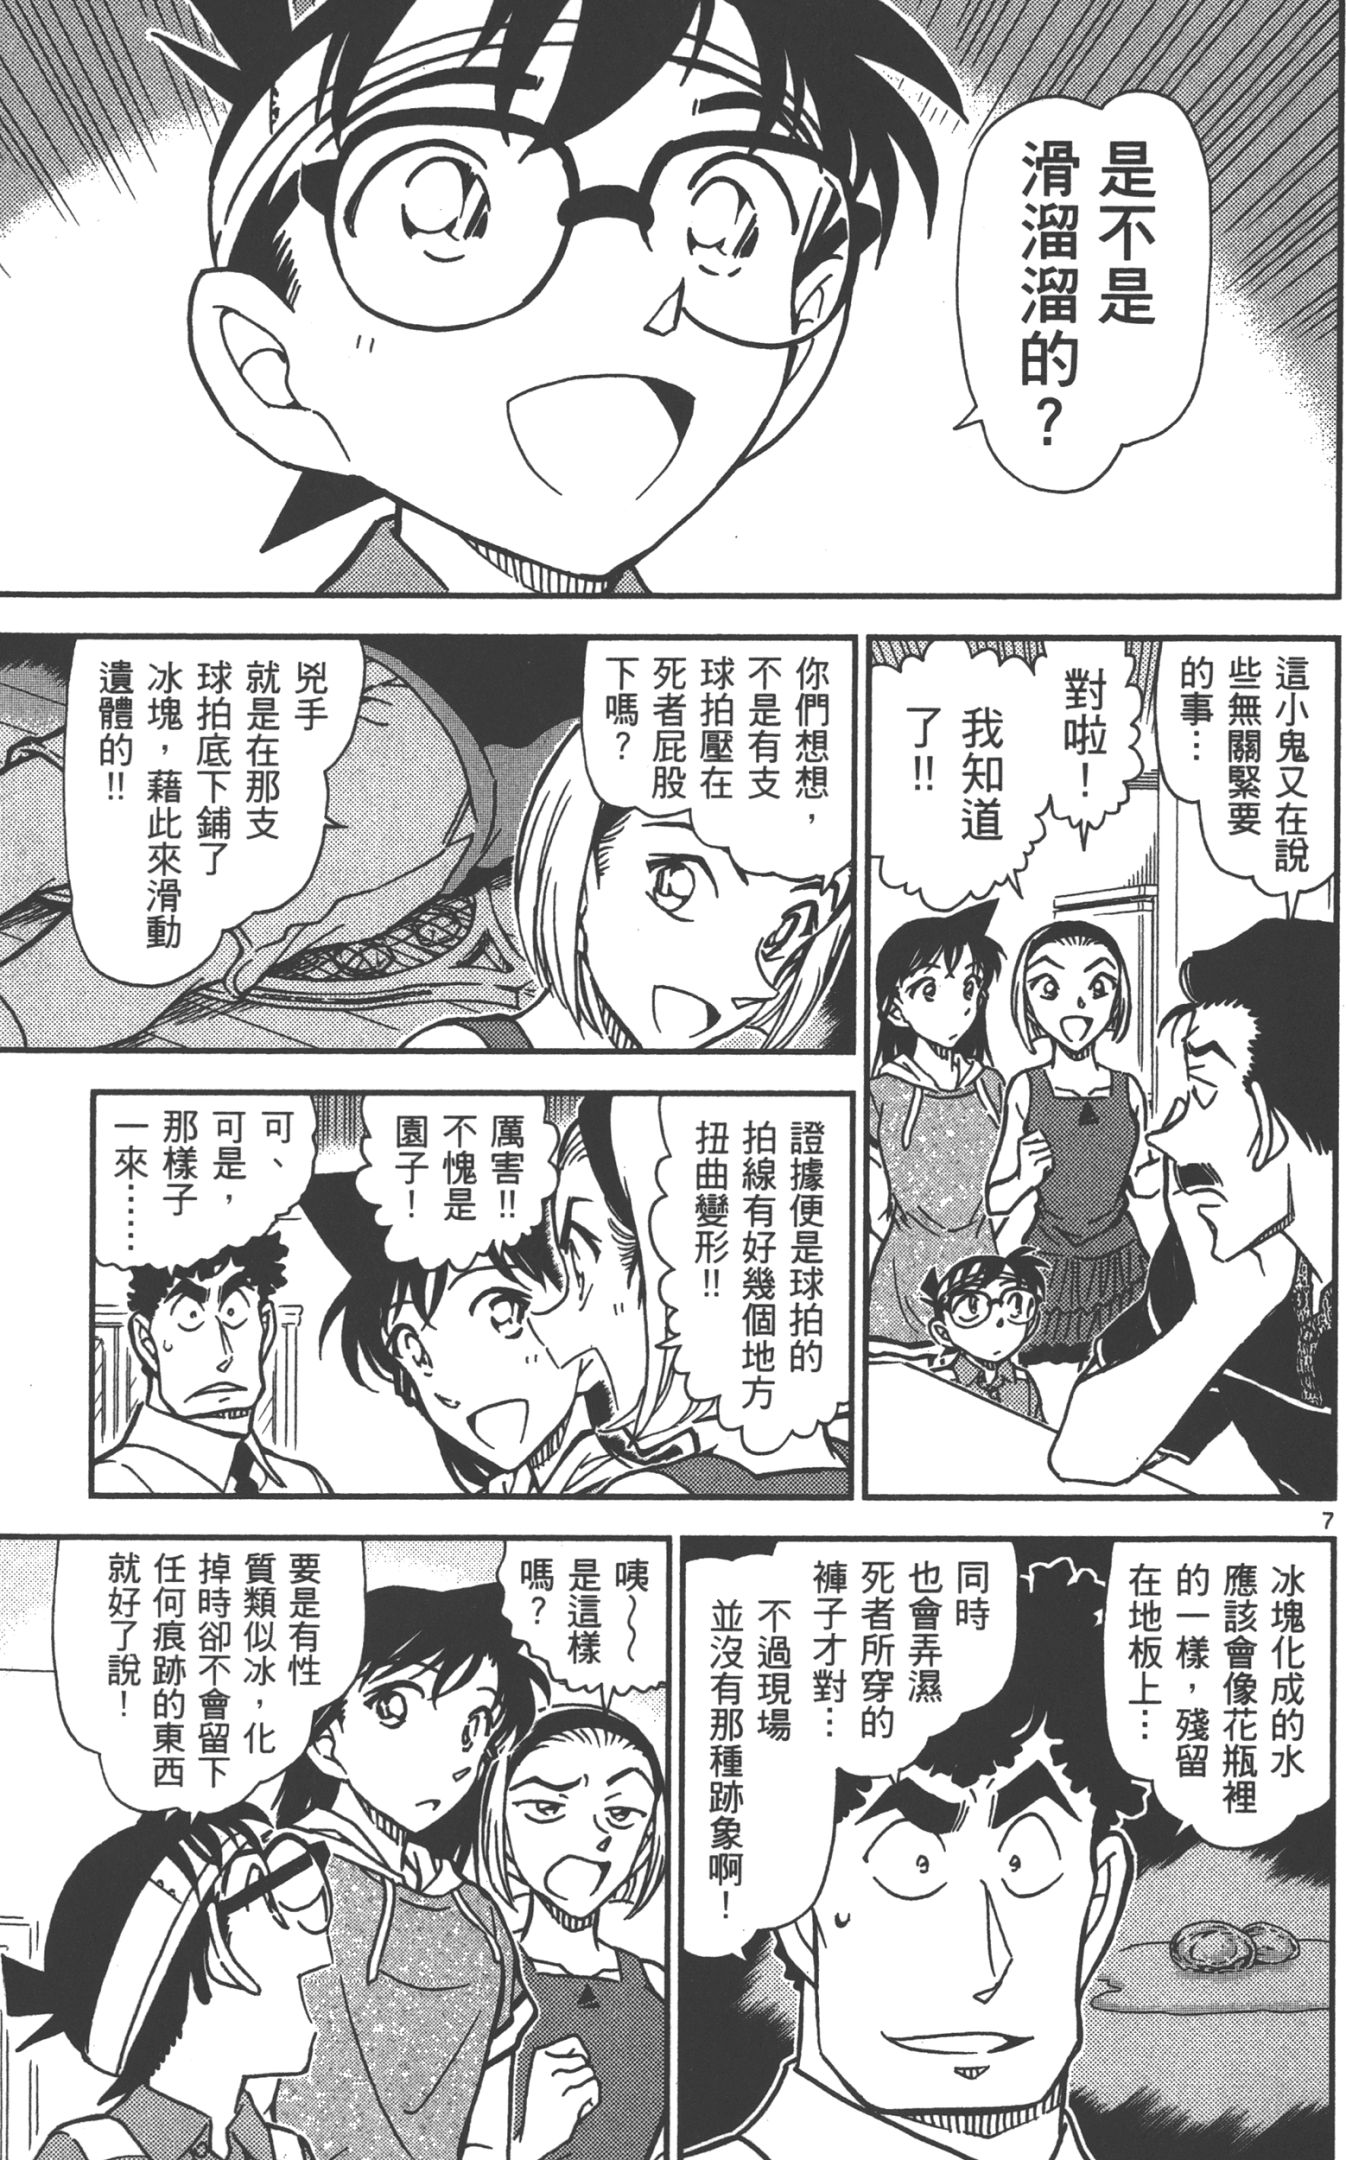 是不是
滑溜溜的？
這小鬼又在說
些無關緊要
的事…
對啦！
我知道
了!!
你們想想，
不是有支
球拍壓在
死者屁股
下嗎？
兇手
就是在那支
球拍底下鋪了
冰塊，藉此來滑動
遺體的!!
證據便是球拍的
拍線有好幾個地方
扭曲變形!!
厲害!!
不愧是
園子！
可、
可是，
那樣子
一來……
7
冰塊化成的水
應該會像花瓶裡
的一樣，殘留
在地板上…
同時
也會弄濕
死者所穿的
褲子才對…
不過現場
並沒有那種跡象啊！
咦～～
是這樣
嗎？
要是有性
質類似冰，化
掉時卻不會留下
任何痕跡的東西
就好了說！